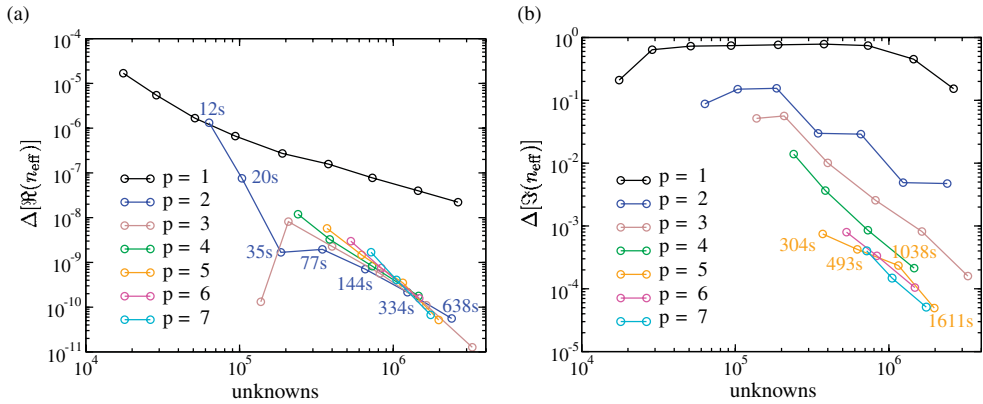 (a)
Δ[ℜ(n_eff)]
10^-4
10^-5
10^-6
10^-7
10^-8
10^-9
10^-10
10^-11
12s
20s
35s
77s
144s
334s
638s
p = 1
p = 2
p = 3
p = 4
p = 5
p = 6
p = 7
10^4
10^5
10^6
unknowns
(b)
Δ[ℑ(n_eff)]
10^0
10^-1
10^-2
10^-3
10^-4
10^-5
p = 1
p = 2
p = 3
p = 4
p = 5
p = 6
p = 7
304s
493s
1038s
1611s
10^4
10^5
10^6
unknowns